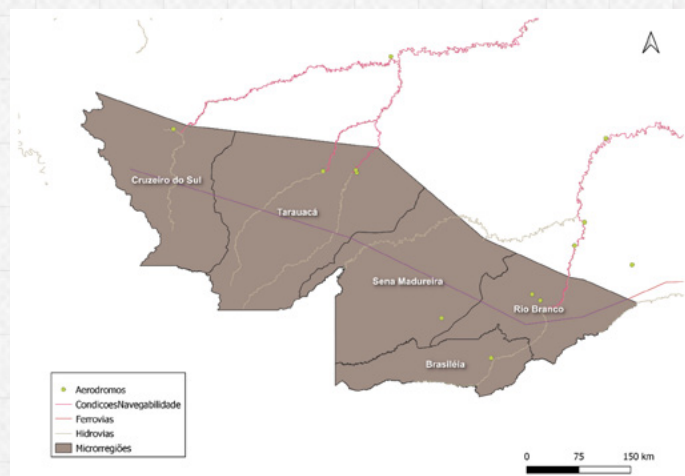 Cruzeiro do Sul
Tarauacá
Sena Madureira
Rio Branco
Brasiléia
Aerodromos
CondicoesNavegabilidade
Ferrovias
Hidrovias
Microrregiões
0 75 150 km